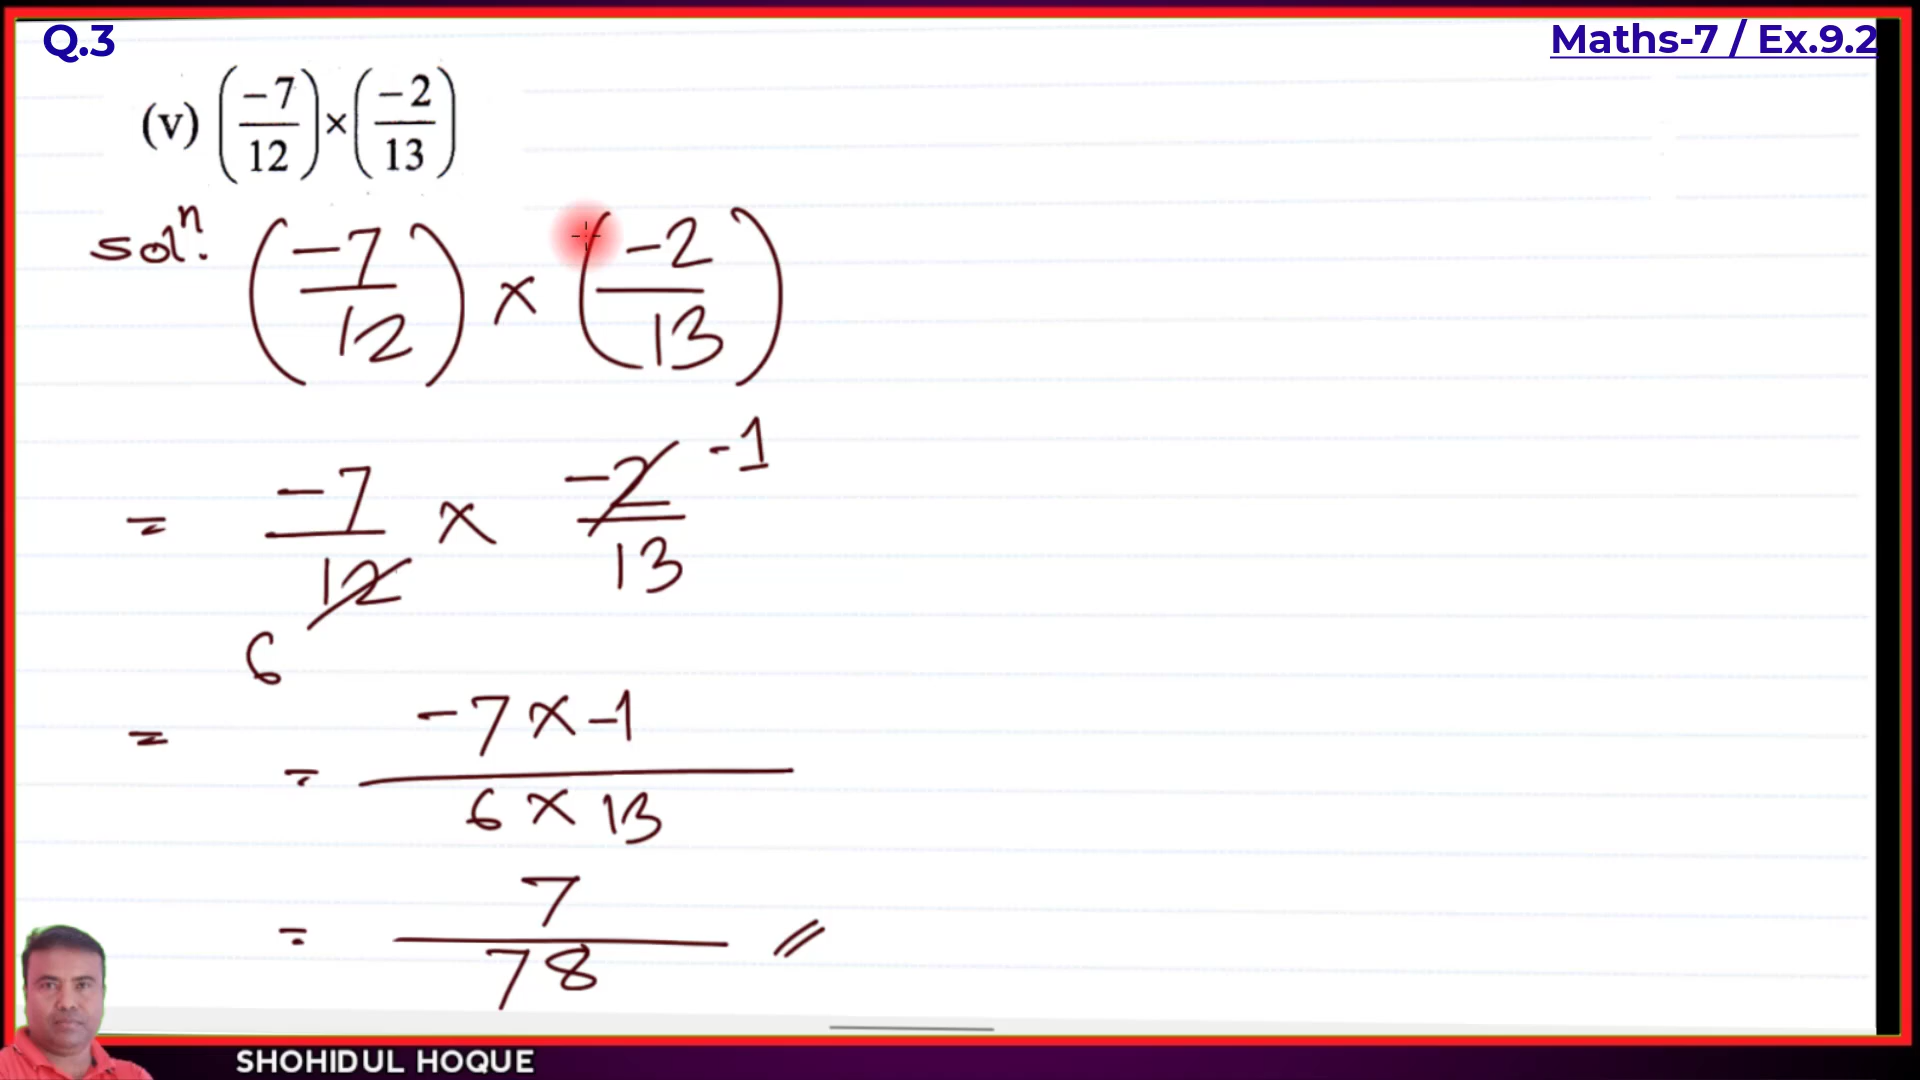 Q.3
Maths-7 / Ex.9.2
(v) (-7/12) × (-2/13)
Solⁿ. (-7/12) × (-2/13)
= -7/12 × -2/13 -1
6
= = -7 × -1 / 6 × 13
= 7/78 //
SHOHIDUL HOQUE